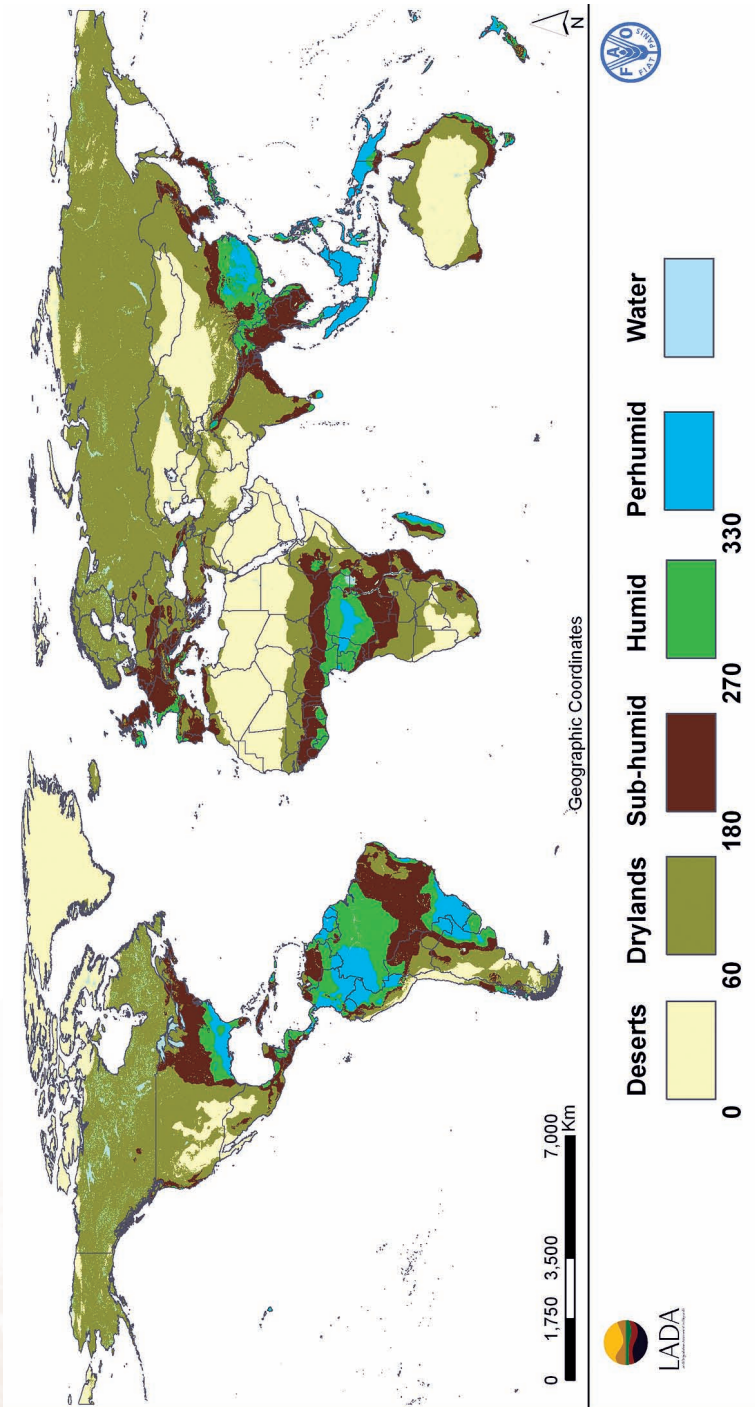 N
Geographic Coordinates
0 1,750 3,500 7,000
Km
LADA
Deserts Drylands Sub-humid Humid Perhumid Water
0 60 180 270 330
FAO
FIAT PANIS